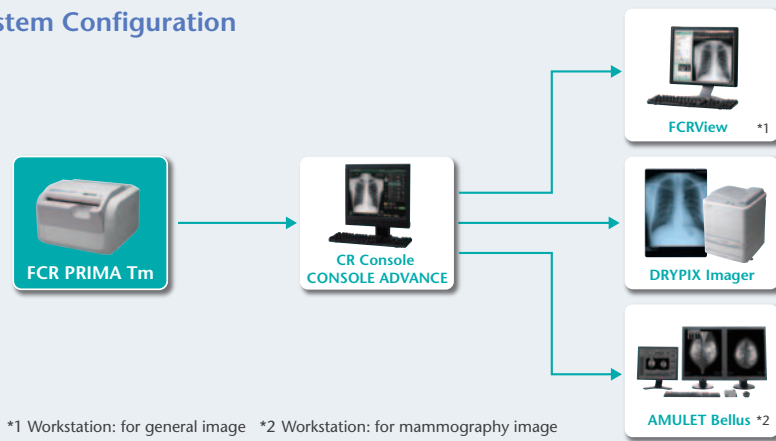 stem Configuration
FCRView *1
FCR PRIMA Tm
CR Console
CONSOLE ADVANCE
DRYPIX Imager
AMULET Bellus *2
*1 Workstation: for general image *2 Workstation: for mammography image